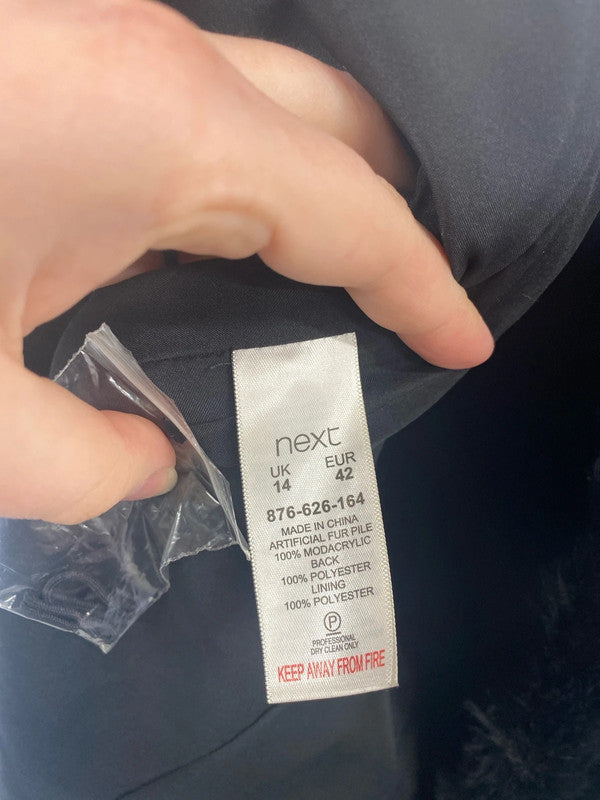 next
UK EUR
14 42
876-626-164
MADE IN CHINA
ARTIFICIAL FUR PILE
100% MODACRYLIC
BACK
100% POLYESTER
LINING
100% POLYESTER
P
PROFESSIONAL
DRY CLEAN ONLY
KEEP AWAY FROM FIRE